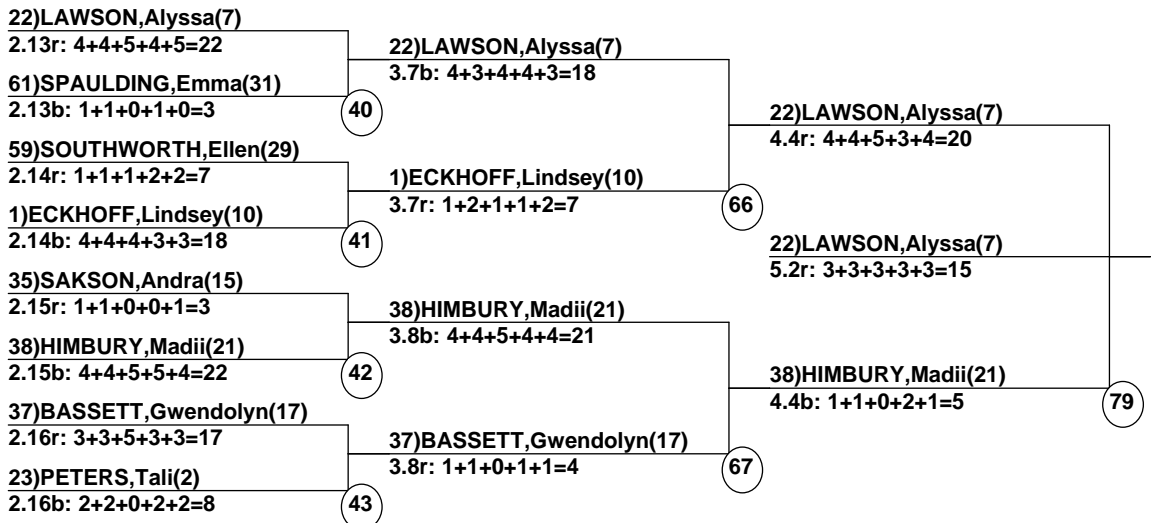 22)LAWSON,Alyssa(7)
2.13r: 4+4+5+4+5=22
61)SPAULDING,Emma(31)
2.13b: 1+1+0+1+0=3
40
59)SOUTHWORTH,Ellen(29)
2.14r: 1+1+1+2+2=7
1)ECKHOFF,Lindsey(10)
2.14b: 4+4+4+3+3=18
41
35)SAKSON,Andra(15)
2.15r: 1+1+0+0+1=3
38)HIMBURY,Madii(21)
2.15b: 4+4+5+5+4=22
42
37)BASSETT,Gwendolyn(17)
2.16r: 3+3+5+3+3=17
23)PETERS,Tali(2)
2.16b: 2+2+0+2+2=8
43
22)LAWSON,Alyssa(7)
3.7b: 4+3+4+4+3=18
1)ECKHOFF,Lindsey(10)
3.7r: 1+2+1+1+2=7
66
38)HIMBURY,Madii(21)
3.8b: 4+4+5+4+4=21
37)BASSETT,Gwendolyn(17)
3.8r: 1+1+0+1+1=4
67
22)LAWSON,Alyssa(7)
4.4r: 4+4+5+3+4=20
22)LAWSON,Alyssa(7)
5.2r: 3+3+3+3+3=15
38)HIMBURY,Madii(21)
4.4b: 1+1+0+2+1=5
79